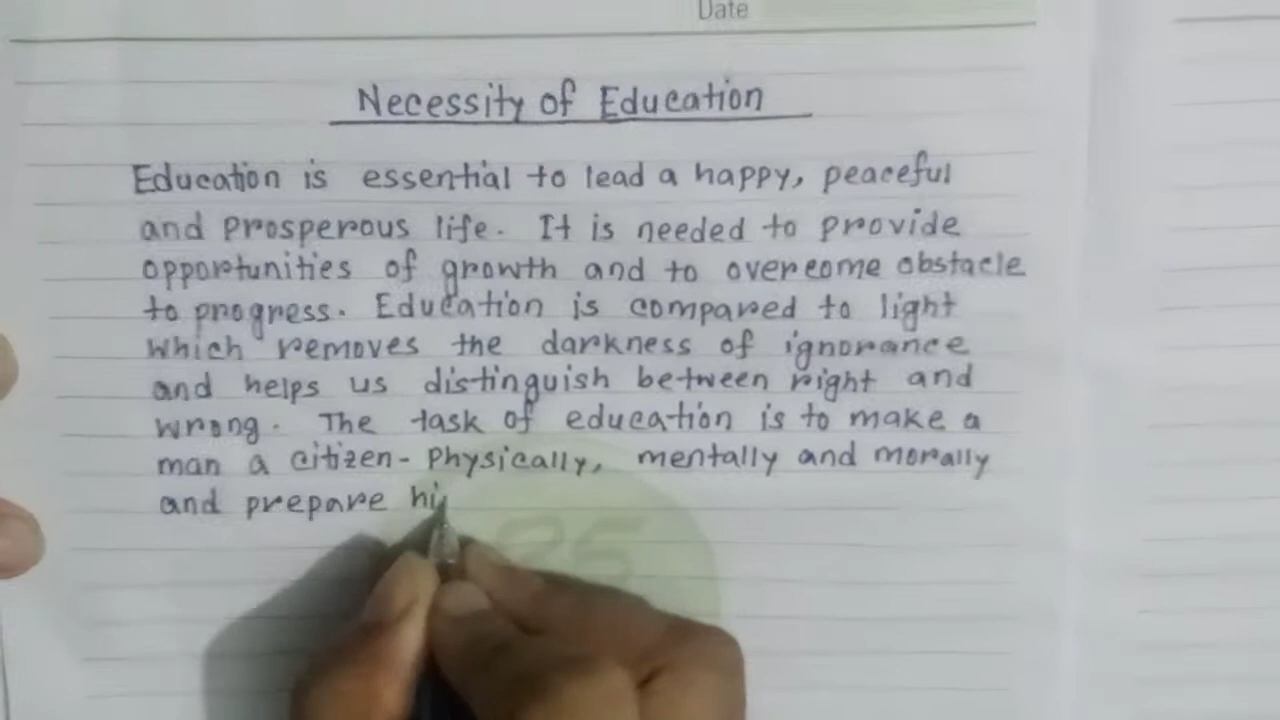 Date
Necessity of Education
Education is essential to lead a happy, peaceful
and prosperous life. It is needed to provide
opportunities of growth and to overcome obstacle
to progress. Education is compared to light
which removes the darkness of ignorance
and helps us distinguish between right and
wrong. The task of education is to make a
man a citizen - Physically, mentally and morally
and prepare hi